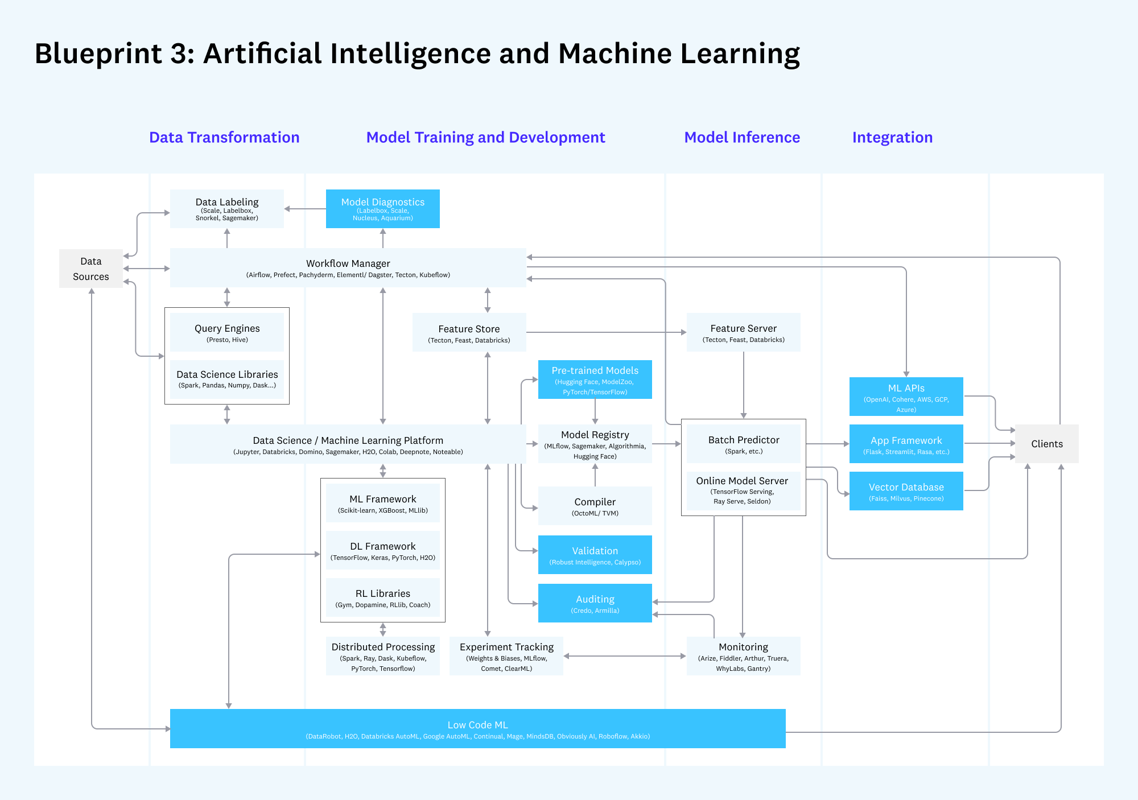 Blueprint 3: Artificial Intelligence and Machine Learning
Data Transformation
Model Training and Development
Model Inference
Integration
Data Labeling
(Scale, Labelbox,
Snorkel, Sagemaker)
Model Diagnostics
(Labelbox, Scale,
Nucleus, Aquarium)
Data
Sources
Workflow Manager
(Airflow, Prefect, Pachyderm, Elementl/ Dagster, Tecton, Kubeflow)
Query Engines
(Presto, Hive)
Data Science Libraries
(Spark, Pandas, Numpy, Dask...)
Feature Store
(Tecton, Feast, Databricks)
Feature Server
(Tecton, Feast, Databricks)
Pre-trained Models
(Hugging Face, ModelZoo,
PyTorch/TensorFlow)
ML APIs
(OpenAI, Cohere, AWS, GCP,
Azure)
Data Science / Machine Learning Platform
(Jupyter, Databricks, Domino, Sagemaker, H2O, Colab, Deepnote, Noteable)
Model Registry
(MLflow, Sagemaker, Algorithmia,
Hugging Face)
Batch Predictor
(Spark, etc.)
App Framework
(Flask, Streamlit, Rasa, etc.)
Clients
ML Framework
(Scikit-learn, XGBoost, MLlib)
Compiler
(OctoML/ TVM)
Online Model Server
(TensorFlow Serving,
Ray Serve, Seldon)
Vector Database
(Faiss, Milvus, Pinecone)
DL Framework
(TensorFlow, Keras, PyTorch, H2O)
Validation
(Robust Intelligence, Calypso)
RL Libraries
(Gym, Dopamine, RLlib, Coach)
Auditing
(Credo, Armilla)
Distributed Processing
(Spark, Ray, Dask, Kubeflow,
PyTorch, Tensorflow)
Experiment Tracking
(Weights & Biases, MLflow,
Comet, ClearML)
Monitoring
(Arize, Fiddler, Arthur, Truera,
WhyLabs, Gantry)
Low Code ML
(DataRobot, H2O, Databricks AutoML, Google AutoML, Continual, Mage, MindsDB, Obviously AI, Roboflow, Akkio)